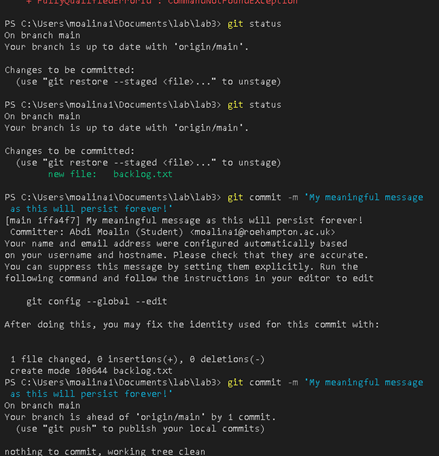 + FullyQualifiedErrorId : CommandNotFoundException
PS C:\Users\moalina1\Documents\lab\lab3> git status
On branch main
Your branch is up to date with 'origin/main'.
Changes to be committed:
(use "git restore --staged <file>..." to unstage)
PS C:\Users\moalina1\Documents\lab\lab3> git status
On branch main
Your branch is up to date with 'origin/main'.
Changes to be committed:
(use "git restore --staged <file>..." to unstage)
new file:   backlog.txt
PS C:\Users\moalina1\Documents\lab\lab3> git commit -m 'My meaningful message
as this will persist forever!'
[main 1ffa4f7] My meaningful message as this will persist forever!
Committer: Abdi Moalin (Student) <moalina1@roehampton.ac.uk>
Your name and email address were configured automatically based
on your username and hostname. Please check that they are accurate.
You can suppress this message by setting them explicitly. Run the
following command and follow the instructions in your editor to edit
git config --global --edit
After doing this, you may fix the identity used for this commit with:
1 file changed, 0 insertions(+), 0 deletions(-)
create mode 100644 backlog.txt
PS C:\Users\moalina1\Documents\lab\lab3> git commit -m 'My meaningful message
as this will persist forever!'
On branch main
Your branch is ahead of 'origin/main' by 1 commit.
(use "git push" to publish your local commits)
nothing to commit, working tree clean